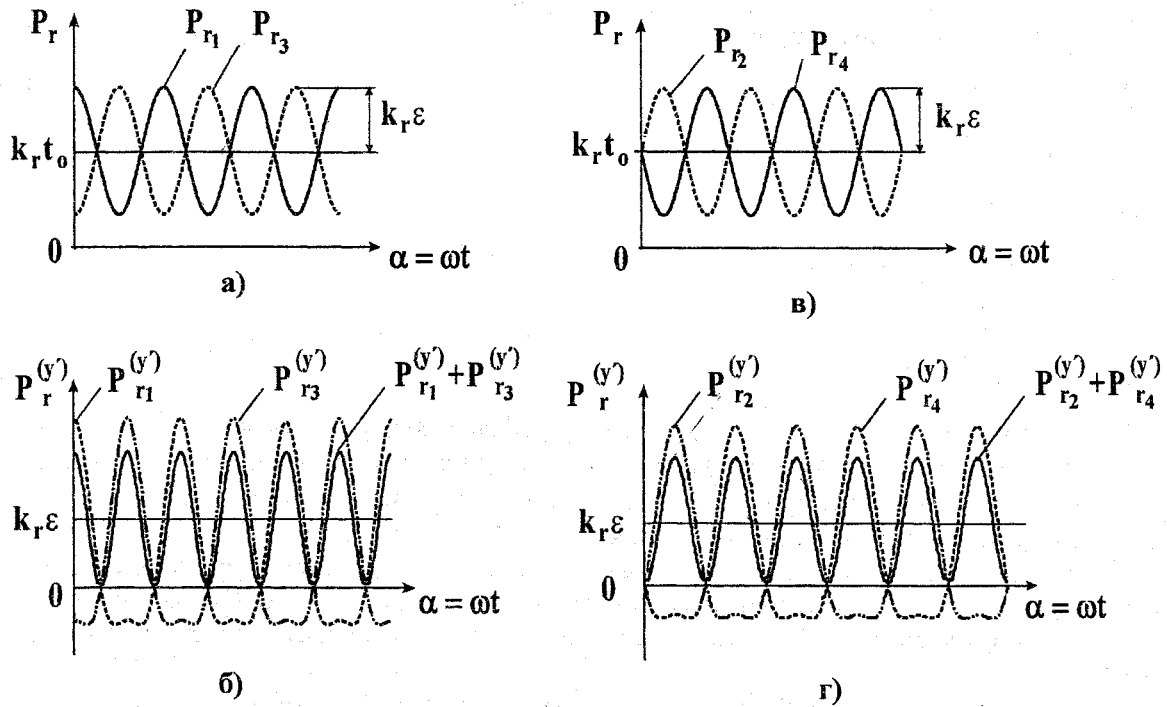 P_r
P_r1
P_r3
k_r ε
k_r t_o
0
α = ωt
а)
P_r
P_r2
P_r4
k_r ε
k_r t_o
0
α = ωt
в)
P_r^(y′)
P_r1^(y′)
P_r3^(y′)
P_r1^(y′) + P_r3^(y′)
k_r ε
0
α = ωt
б)
P_r^(y′)
P_r2^(y′)
P_r4^(y′)
P_r2^(y′) + P_r4^(y′)
k_r ε
0
α = ωt
г)